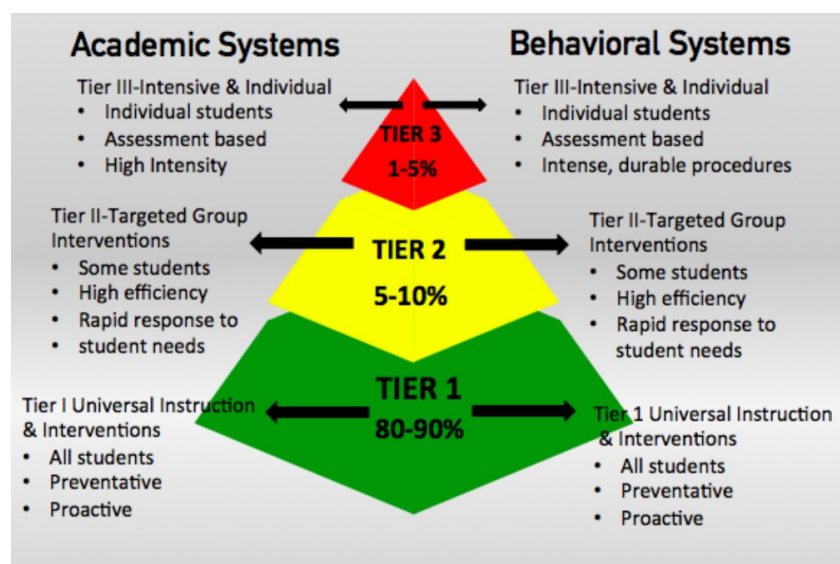 Academic Systems
Tier III-Intensive & Individual
• Individual students
• Assessment based
• High Intensity
Tier II-Targeted Group
Interventions
• Some students
• High efficiency
• Rapid response to
• student needs
Tier I Universal Instruction
& Interventions
• All students
• Preventative
• Proactive
TIER 3
1-5%
TIER 2
5-10%
TIER 1
80-90%
Behavioral Systems
Tier III-Intensive & Individual
• Individual students
• Assessment based
• Intense, durable procedures
Tier II-Targeted Group
Interventions
• Some students
• High efficiency
• Rapid response to
student needs
Tier 1 Universal Instruction
& Interventions
• All students
• Preventative
• Proactive